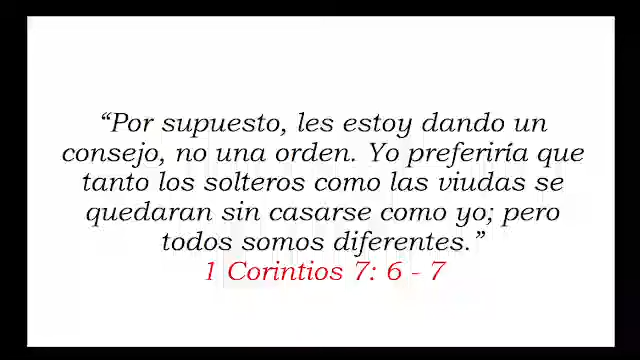 “Por supuesto, les estoy dando un
consejo, no una orden. Yo preferiría que
tanto los solteros como las viudas se
quedaran sin casarse como yo; pero
todos somos diferentes.”
1 Corintios 7: 6 - 7